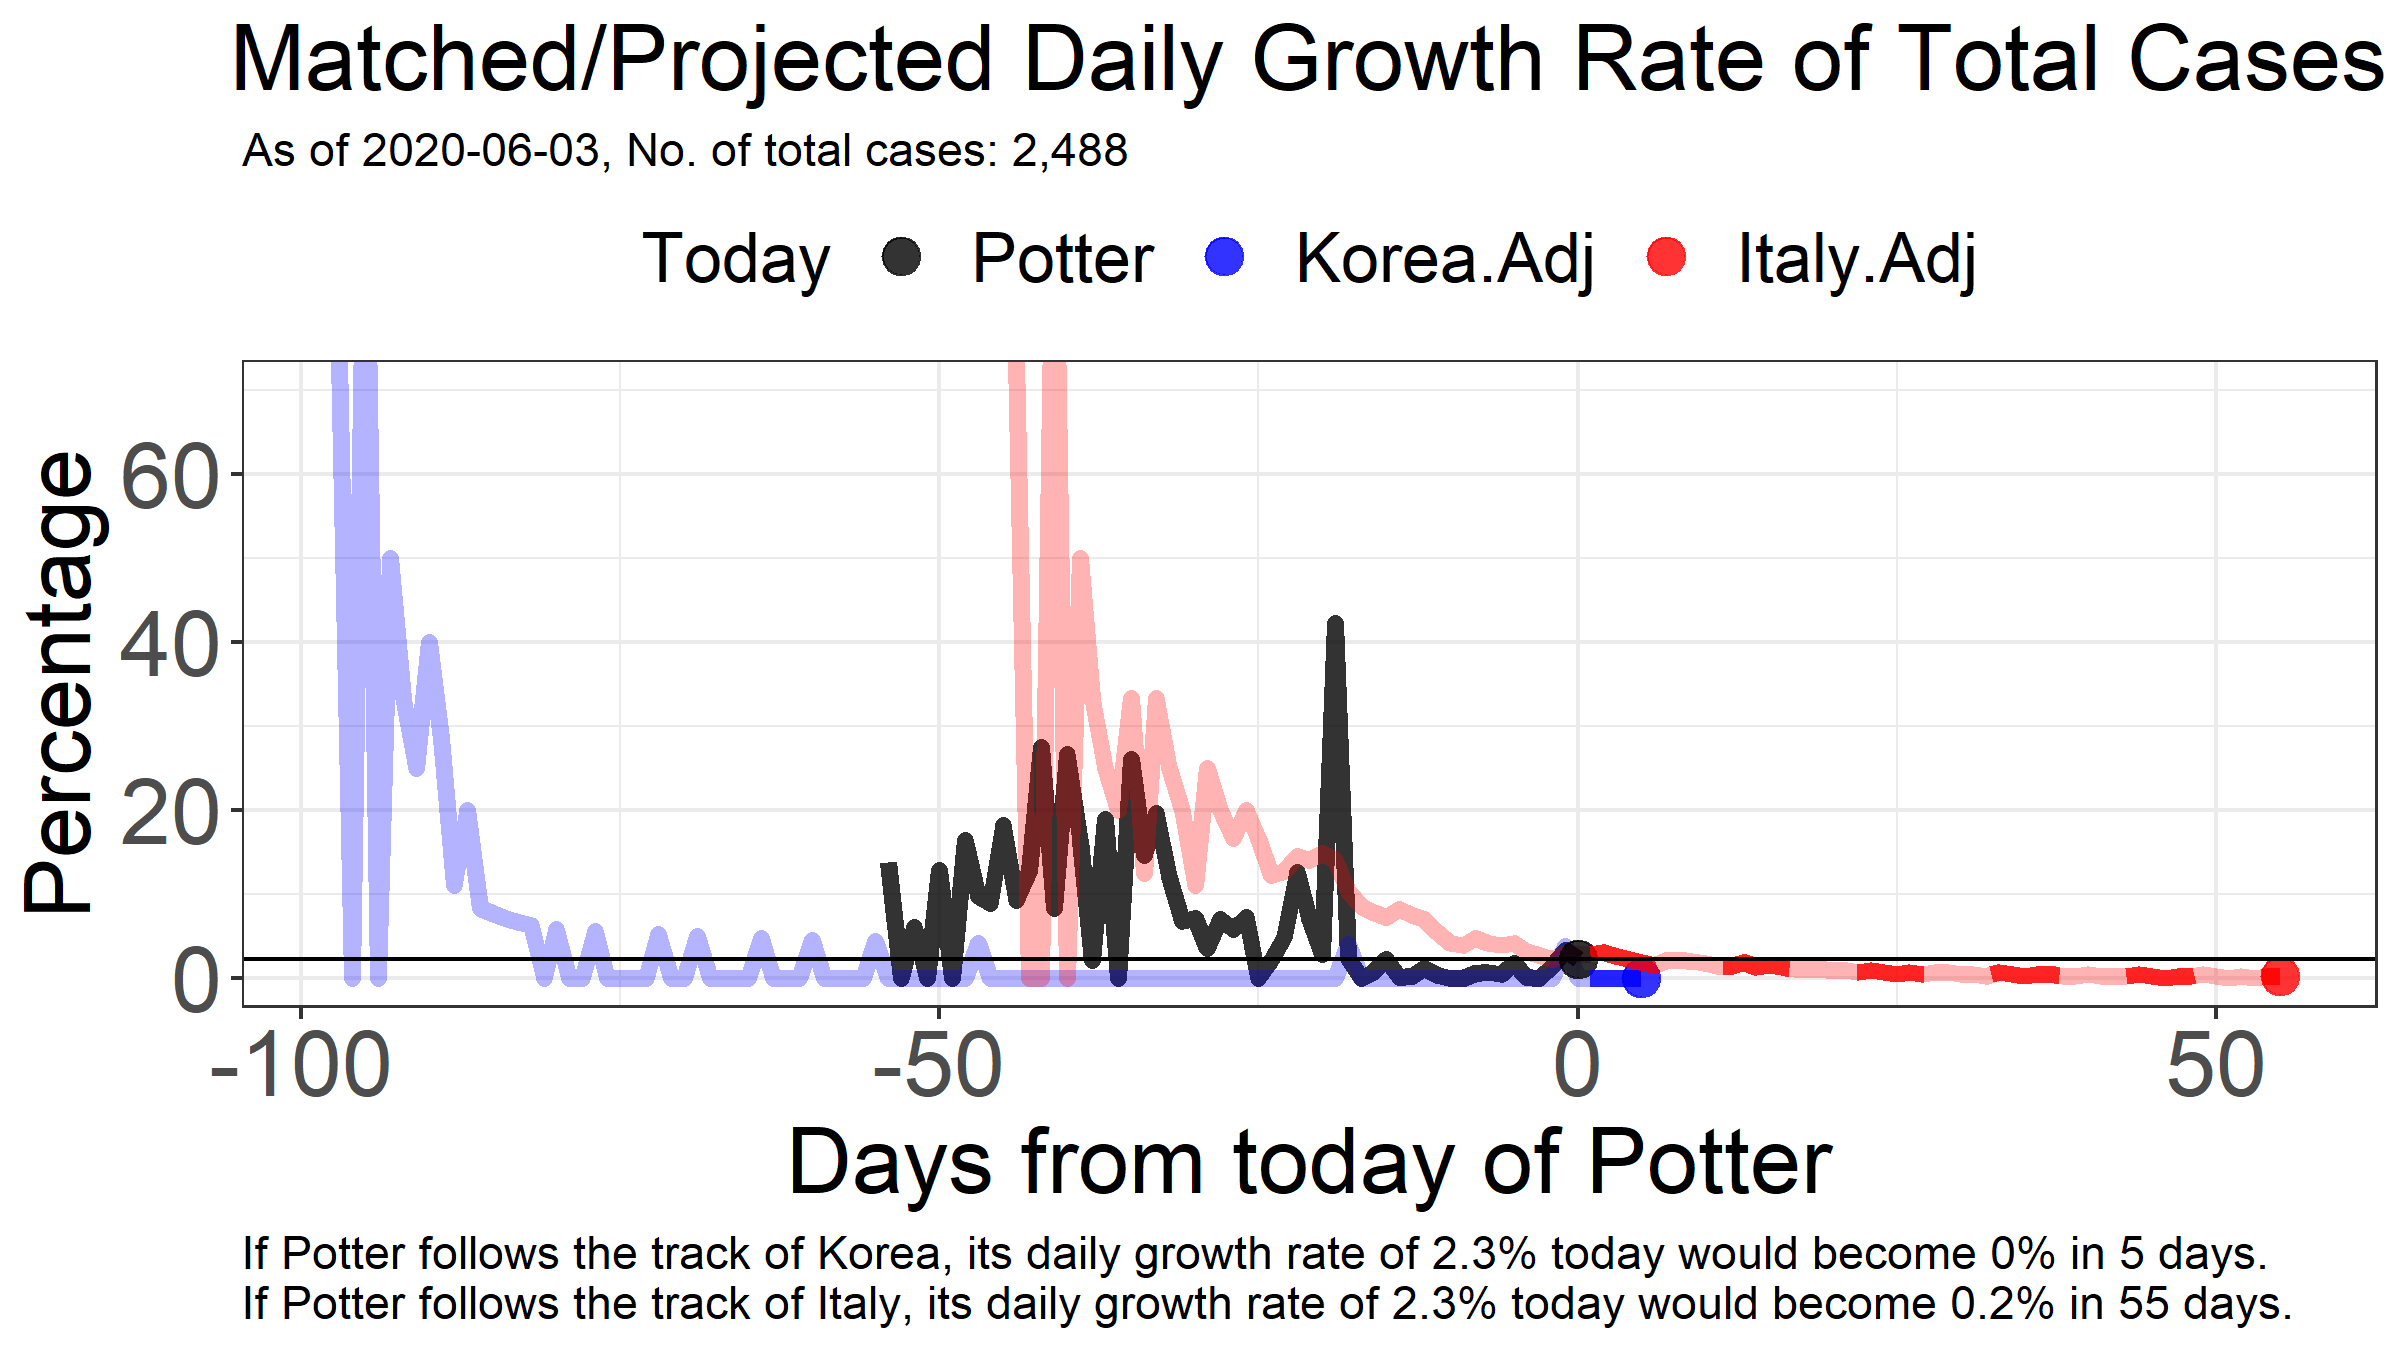 Matched/Projected Daily Growth Rate of Total Cases
As of 2020-06-03, No. of total cases: 2,488
Today Potter Korea.Adj Italy.Adj
Percentage
60
40
20
0
-100 -50 0 50
Days from today of Potter
If Potter follows the track of Korea, its daily growth rate of 2.3% today would become 0% in 5 days.
If Potter follows the track of Italy, its daily growth rate of 2.3% today would become 0.2% in 55 days.